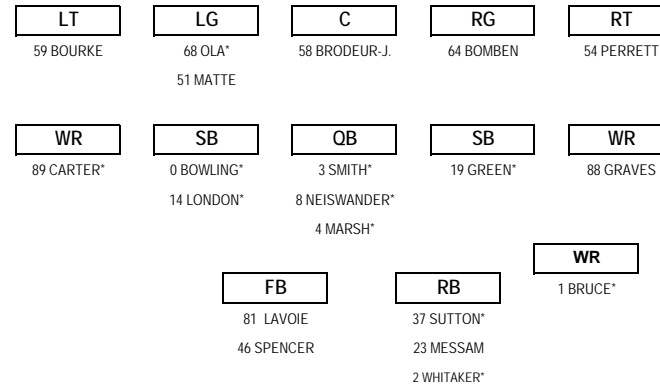 LT LG C RG RT
59 BOURKE 68 OLA* 58 BRODEUR-J. 64 BOMBEN 54 PERRETT
51 MATTE
WR SB QB SB WR
89 CARTER* 0 BOWLING* 3 SMITH* 19 GREEN* 88 GRAVES
14 LONDON* 8 NEISWANDER*
4 MARSH*
WR
FB RB
1 BRUCE*
81 LAVOIE 37 SUTTON*
46 SPENCER 23 MESSAM
2 WHITAKER*